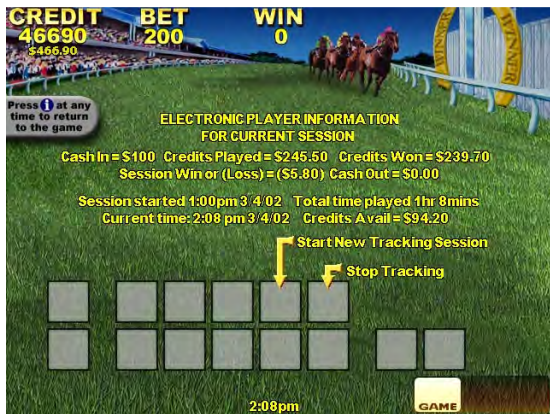 CREDIT BET WIN
46690 200 0
$466.90
WINNER WINNER
Press i at any
time to return
to the game
ELECTRONIC PLAYER INFORMATION
FOR CURRENT SESSION
Cash In = $100 Credits Played = $245.50 Credits Won = $239.70
Session Win or (Loss) = ($5.80) Cash Out = $0.00
Session started 1:00pm 3/4/02 Total time played 1hr 8mins
Current time: 2:08 pm 3/4/02 Credits Avail = $94.20
Start New Tracking Session
Stop Tracking
GAME
2:08pm